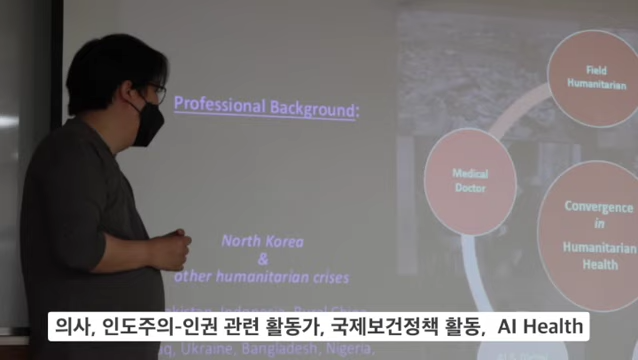 Professional Background:
North Korea
&
other humanitarian crises
Ukraine, Bangladesh, Nigeria,
Field
Humanitarian
Medical
Doctor
Convergence
in
Humanitarian
Health
의사, 인도주의-인권 관련 활동가, 국제보건정책 활동, AI Health